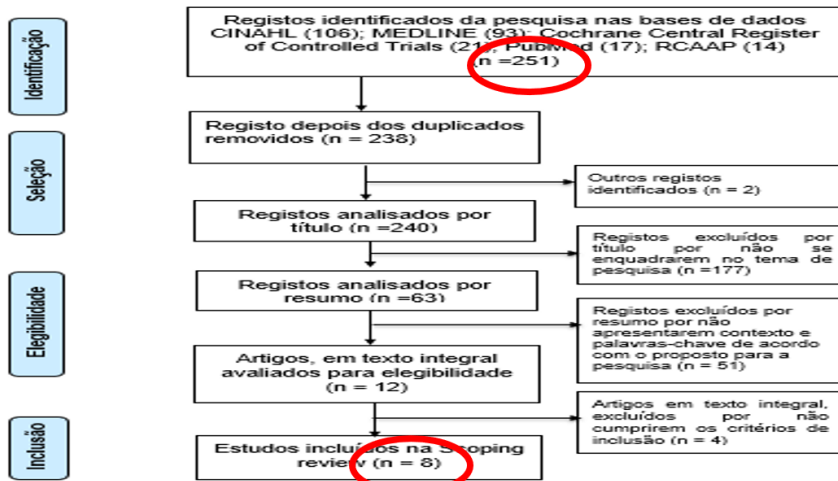 Identificação
Registos identificados da pesquisa nas bases de dados
CINAHL (106); MEDLINE (93); Cochrane Central Register
of Controlled Trials (21); PubMed (17); RCAAP (14)
(n =251)
Seleção
Registo depois dos duplicados
removidos (n = 238)
Outros registos
identificados (n = 2)
Registos analisados por
título (n =240)
Registos excluídos por
título por não se
enquadrarem no tema de
pesquisa (n =177)
Elegibilidade
Registos analisados por
resumo (n =63)
Registos excluídos por
resumo por não
apresentarem contexto e
palavras-chave de acordo
com o proposto para a
pesquisa (n = 51)
Artigos, em texto integral
avaliados para elegibilidade
(n = 12)
Artigos em texto integral,
excluídos por não
cumprirem os critérios de
inclusão (n = 4)
Inclusão
Estudos incluídos na Scoping
review (n = 8)